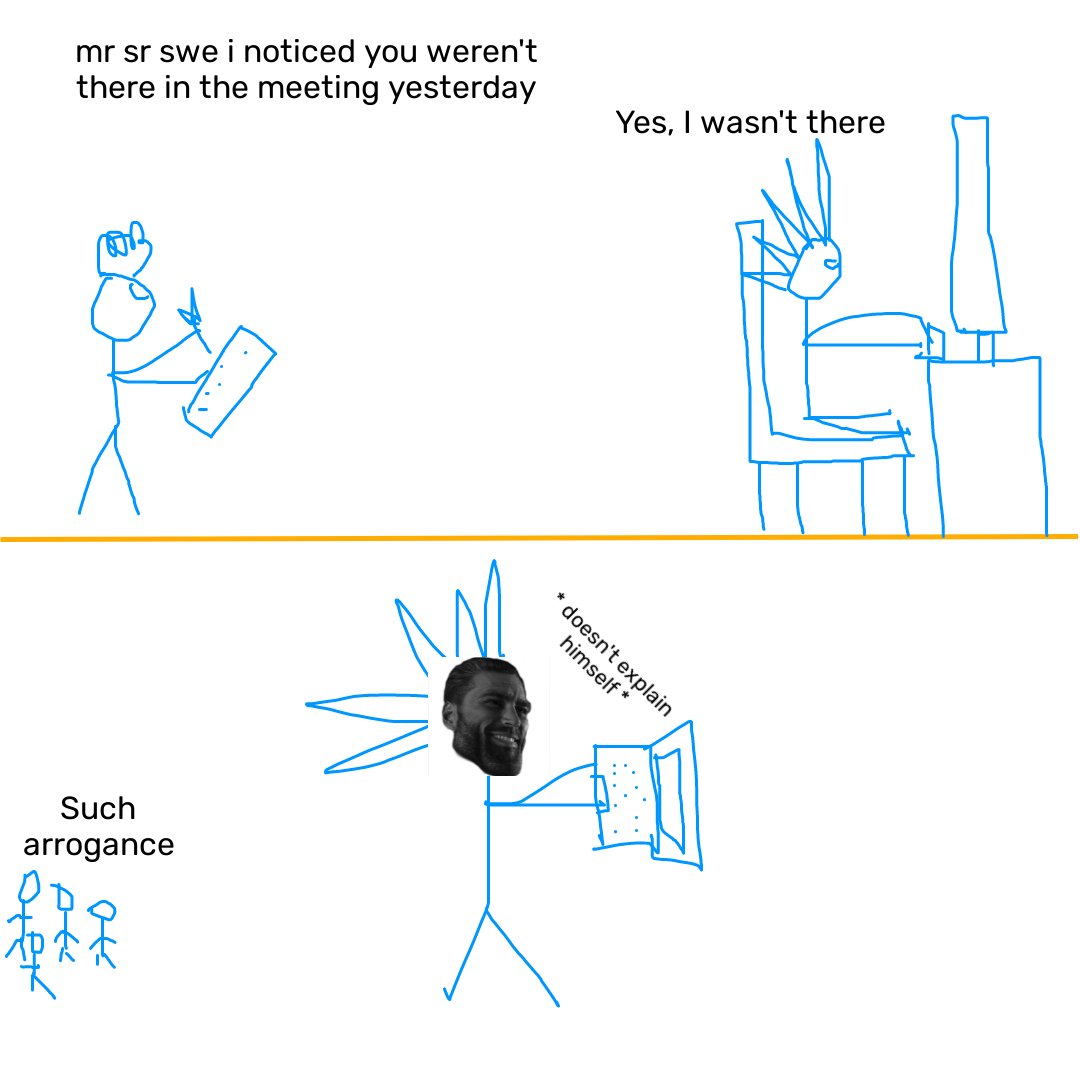 mr sr swe i noticed you weren't
there in the meeting yesterday
Yes, I wasn't there
* doesn't explain
himself *
Such
arrogance